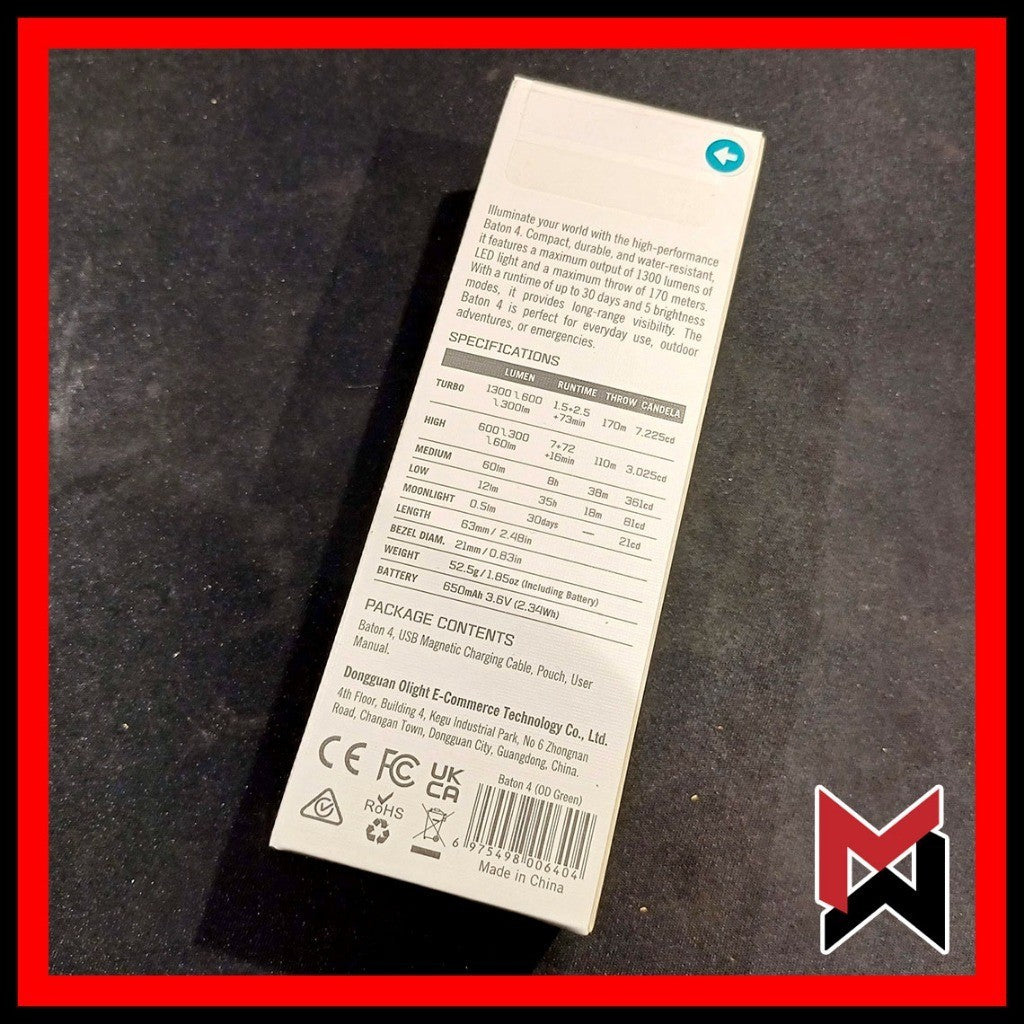 Illuminate your world with the high-performance
Baton 4. Compact, durable, and water-resistant,
it features a maximum output of 1300 lumens of
LED light and a maximum throw of 170 meters.
With a runtime of up to 30 days and 5 brightness
modes, it provides long-range visibility. The
Baton 4 is perfect for everyday use, outdoor
adventures, or emergencies.
SPECIFICATIONS
LUMEN RUNTIME THROW CANDELA
TURBO 1300 ⤵ 600 1.5+2.5 170m 7.225cd
⤵ 300lm +73min
HIGH 600 ⤵ 300 7+72 110m 3.025cd
⤵ 60lm +16min
MEDIUM 60lm 8h 38m 361cd
LOW 12lm 35h 18m 81cd
MOONLIGHT 0.5lm 30days — 21cd
LENGTH 63mm / 2.48in
BEZEL DIAM. 21mm / 0.83in
WEIGHT 52.5g / 1.85oz (Including Battery)
BATTERY 650mAh 3.6V (2.34Wh)
PACKAGE CONTENTS
Baton 4, USB Magnetic Charging Cable, Pouch, User
Manual.
Dongguan Olight E-Commerce Technology Co., Ltd.
4th Floor, Building 4, Kegu Industrial Park, No 6 Zhongnan
Road, Changan Town, Dongguan City, Guangdong, China.
CE FC UK
CA
RoHS
Baton 4 (OD Green)
6 975498 006404
Made in China